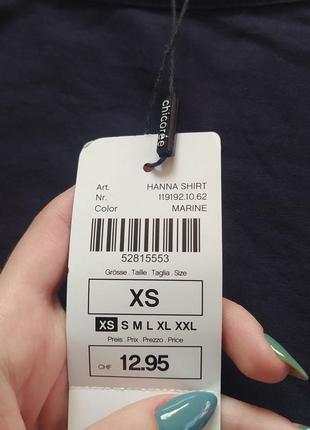 chicorée
Art. HANNA SHIRT
Nr. 119192.10.62
Color MARINE
52815553
Grösse . Taille . Taglia . Size
XS
XS S M L XL XXL
Preis . Prix . Prezzo . Price
CHF 12.95